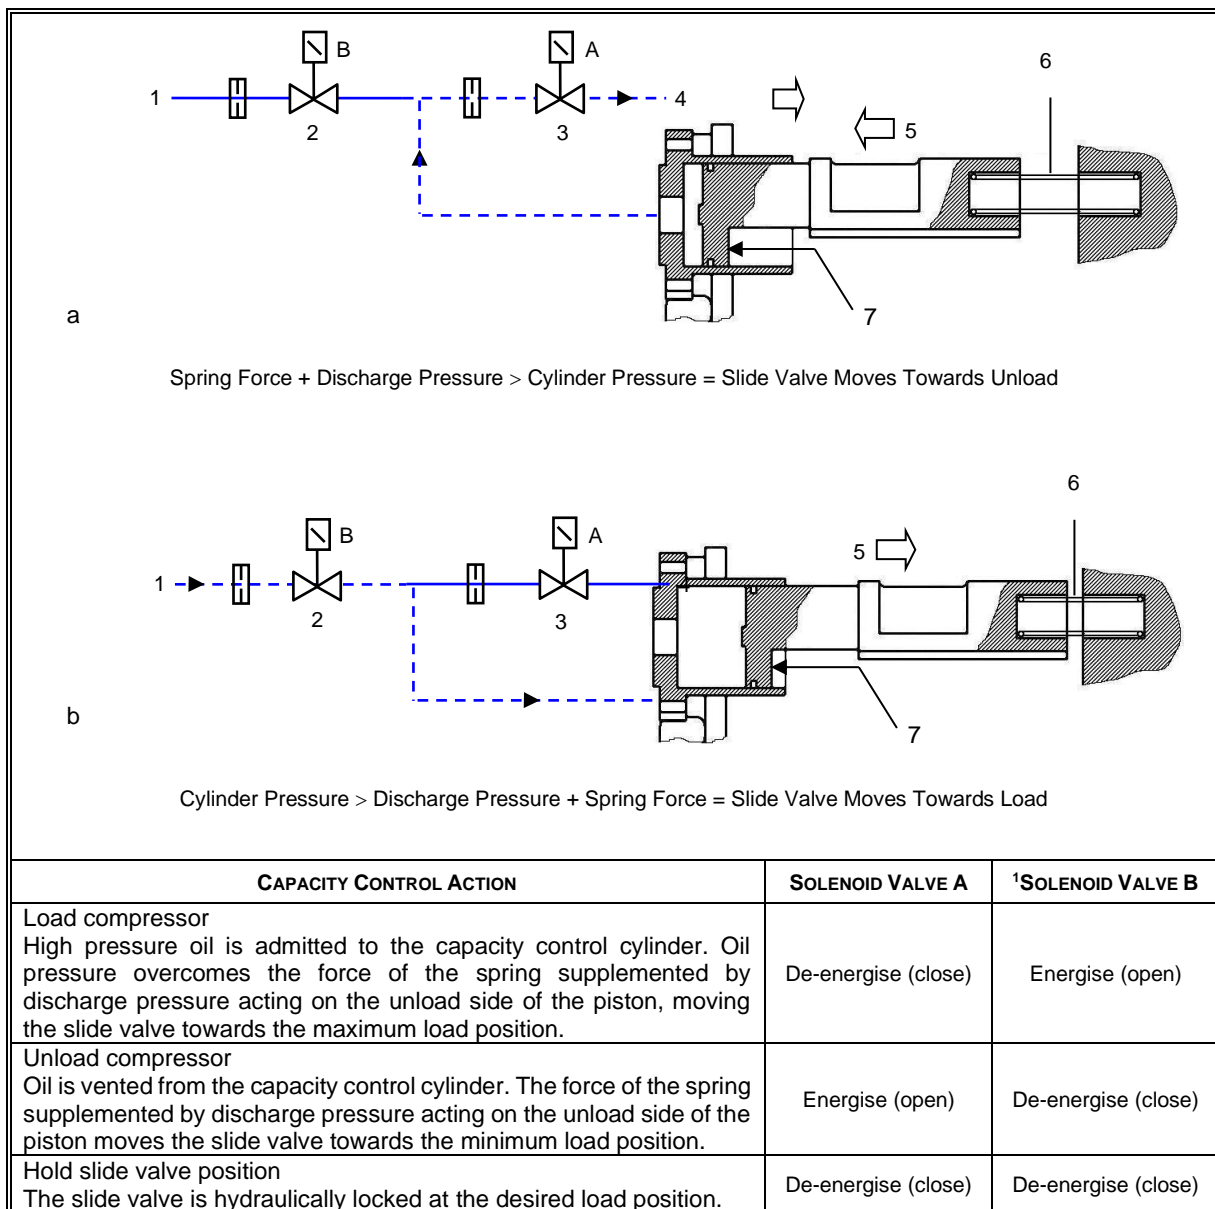 B
A
6
1
4
2
3
5
7
a
Spring Force + Discharge Pressure > Cylinder Pressure = Slide Valve Moves Towards Unload
6
B
A
5
1
2
3
7
b
Cylinder Pressure > Discharge Pressure + Spring Force = Slide Valve Moves Towards Load
CAPACITY CONTROL ACTION
SOLENOID VALVE A
¹SOLENOID VALVE B
Load compressor
High pressure oil is admitted to the capacity control cylinder. Oil
pressure overcomes the force of the spring supplemented by
discharge pressure acting on the unload side of the piston, moving
the slide valve towards the maximum load position.
De-energise (close)
Energise (open)
Unload compressor
Oil is vented from the capacity control cylinder. The force of the spring
supplemented by discharge pressure acting on the unload side of the
piston moves the slide valve towards the minimum load position.
Energise (open)
De-energise (close)
Hold slide valve position
The slide valve is hydraulically locked at the desired load position.
De-energise (close)
De-energise (close)